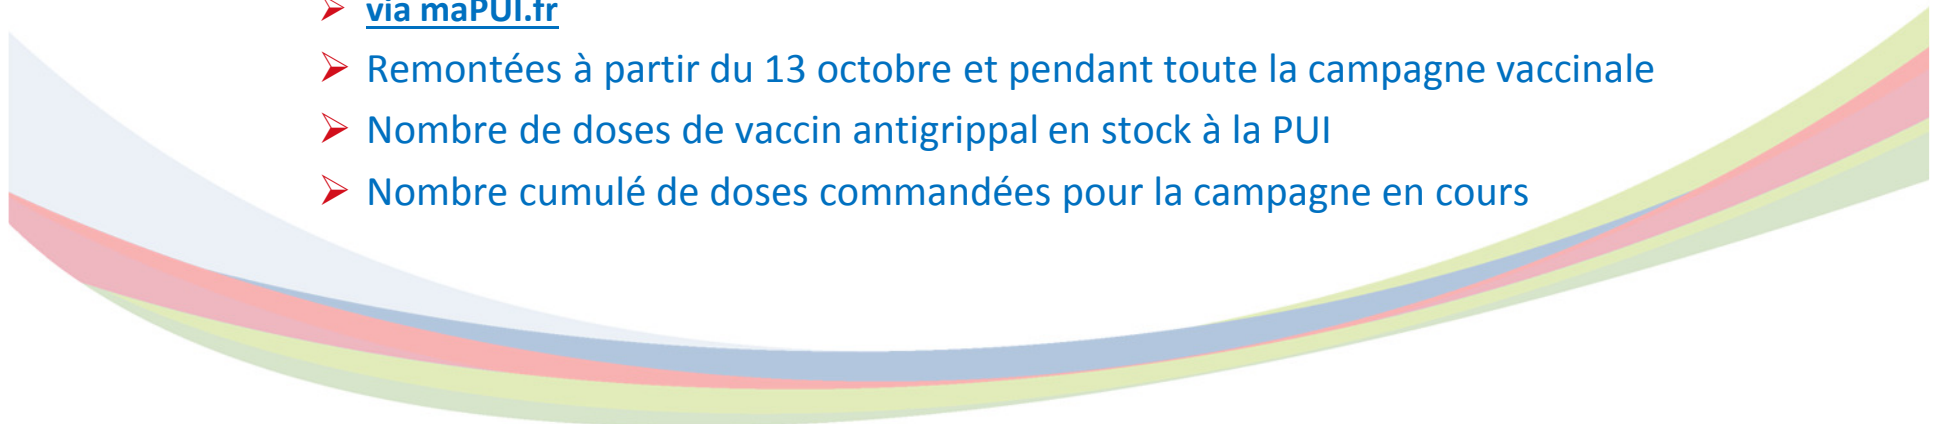 ➢ via maPUI.fr
➢ Remontées à partir du 13 octobre et pendant toute la campagne vaccinale
➢ Nombre de doses de vaccin antigrippal en stock à la PUI
➢ Nombre cumulé de doses commandées pour la campagne en cours